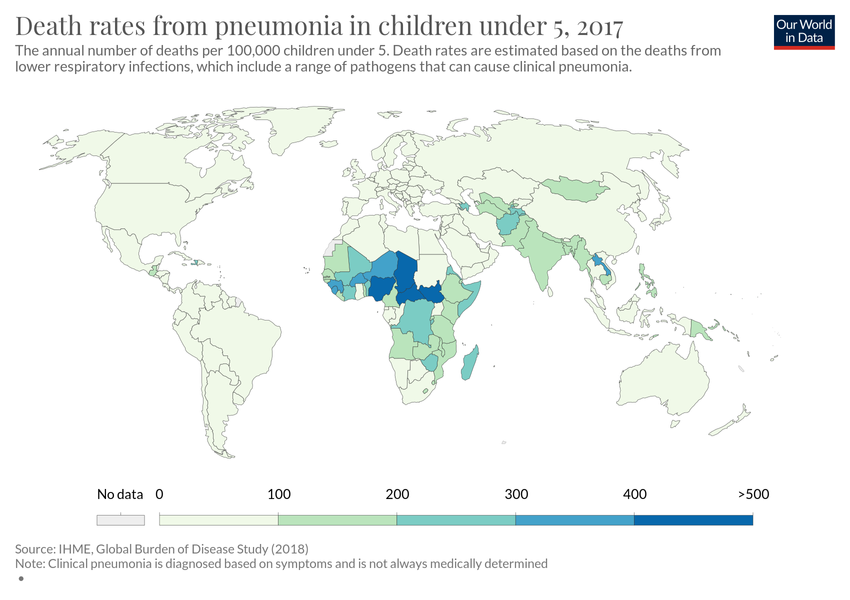 Death rates from pneumonia in children under 5, 2017
Our World
in Data
The annual number of deaths per 100,000 children under 5. Death rates are estimated based on the deaths from
lower respiratory infections, which include a range of pathogens that can cause clinical pneumonia.
No data 0 100 200 300 400 >500
Source: IHME, Global Burden of Disease Study (2018)
Note: Clinical pneumonia is diagnosed based on symptoms and is not always medically determined
•